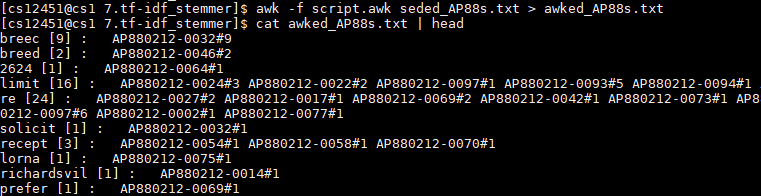 [cs12451@cs1 7.tf-idf_stemmer]$ awk -f script.awk seded_AP88s.txt > awked_AP88s.txt
[cs12451@cs1 7.tf-idf_stemmer]$ cat awked_AP88s.txt | head
breec [9] :   AP880212-0032#9
breed [2] :   AP880212-0046#2
2624 [1] :   AP880212-0064#1
limit [16] :   AP880212-0024#3 AP880212-0022#2 AP880212-0097#1 AP880212-0093#5 AP880212-0094#1
re [24] :   AP880212-0027#2 AP880212-0017#1 AP880212-0069#2 AP880212-0042#1 AP880212-0073#1 AP8
80212-0097#6 AP880212-0002#1 AP880212-0077#1
solicit [1] :   AP880212-0032#1
recept [3] :   AP880212-0054#1 AP880212-0058#1 AP880212-0070#1
lorna [1] :   AP880212-0075#1
richardsvil [1] :   AP880212-0014#1
prefer [1] :   AP880212-0069#1